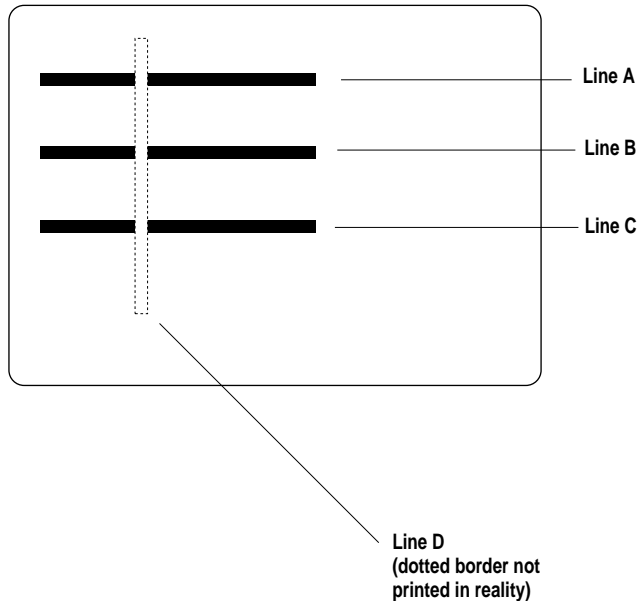 Line A
Line B
Line C
Line D
(dotted border not
printed in reality)